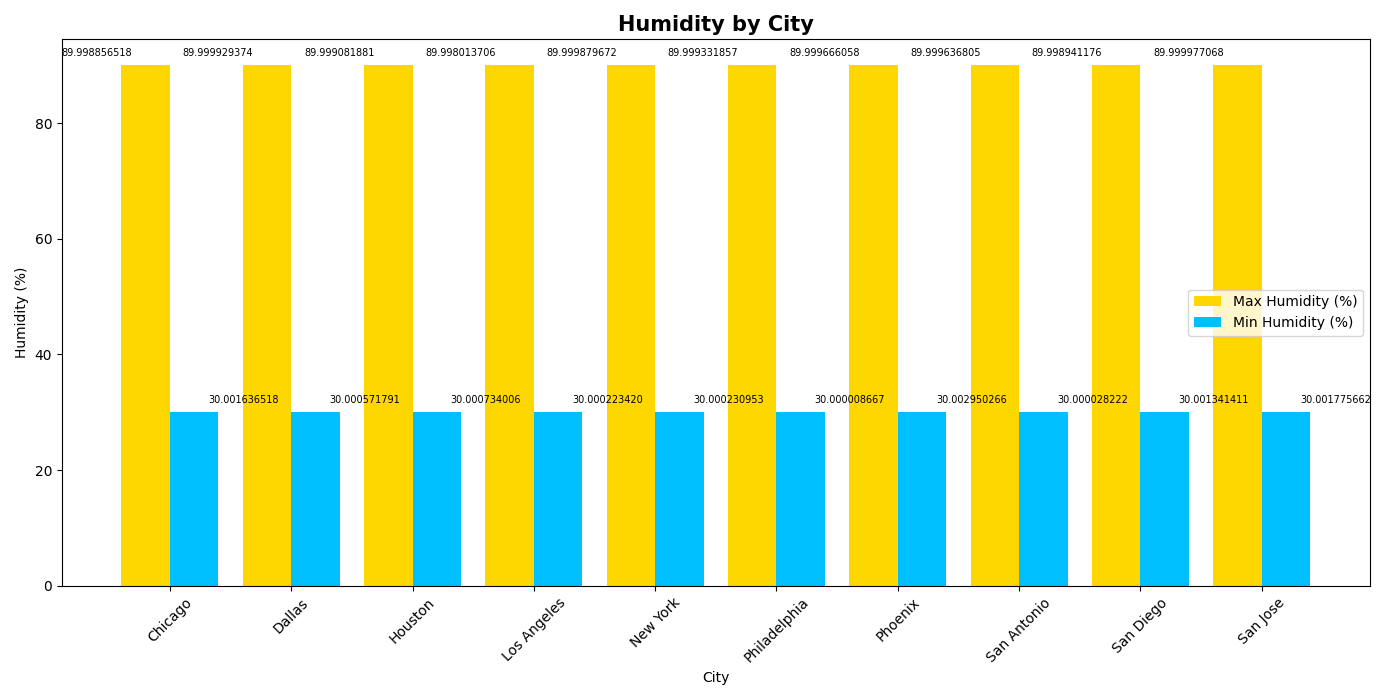 Humidity by City
89.998856518 89.999929374 89.999081881 89.998013706 89.999879672 89.999331857 89.999666058 89.999636805 89.998941176 89.999977068
80
60
Humidity (%)
Max Humidity (%)
Min Humidity (%)
40
30.001636518 30.000571791 30.000734006 30.000223420 30.000230953 30.000008667 30.002950266 30.000028222 30.001341411 30.001775662
20
0
Chicago Dallas Houston Los Angeles New York Philadelphia Phoenix San Antonio San Diego San Jose
City